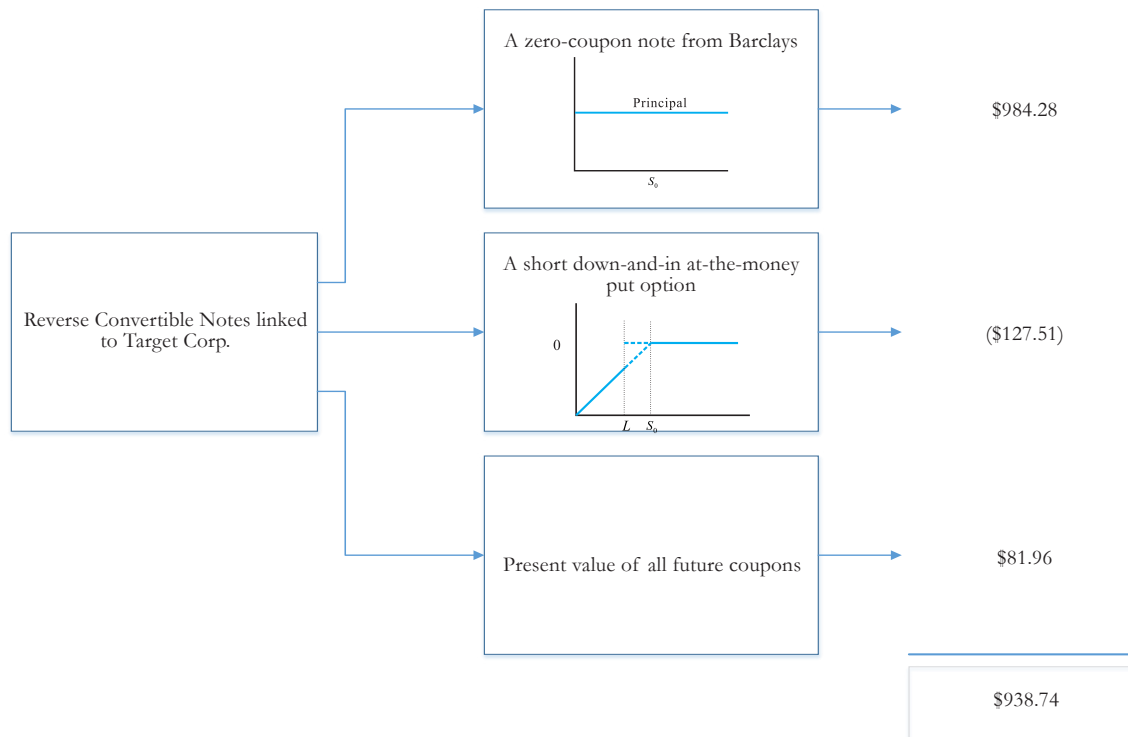 A zero-coupon note from Barclays
Principal
S₀
$984.28
Reverse Convertible Notes linked
to Target Corp.
A short down-and-in at-the-money
put option
0
L S₀
($127.51)
Present value of all future coupons
$81.96
$938.74